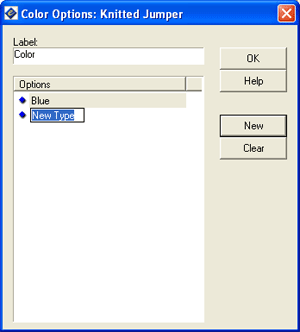 Color Options: Knitted Jumper
Label:
Color
OK
Help
Options
Blue
New Type
New
Clear